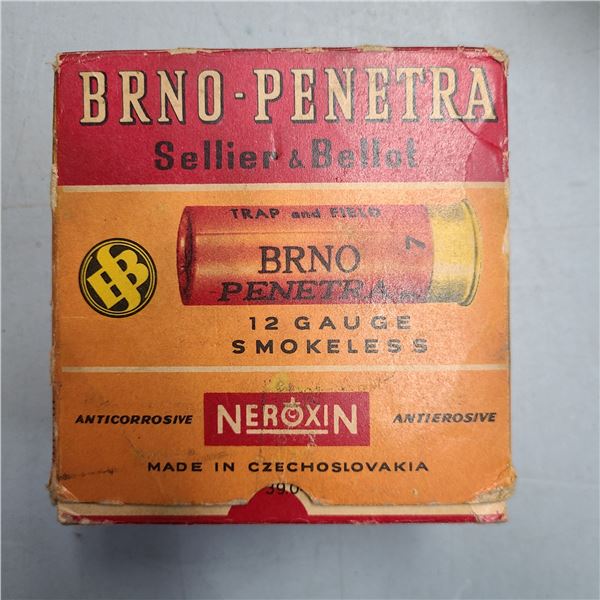 BRNO-PENETRA
Sellier & Bellot
TRAP and FIELD
BRNO
PENETRA
7
SB
12 GAUGE
SMOKELESS
ANTICORROSIVE
NEROXIN
ANTIEROSIVE
MADE IN CZECHOSLOVAKIA